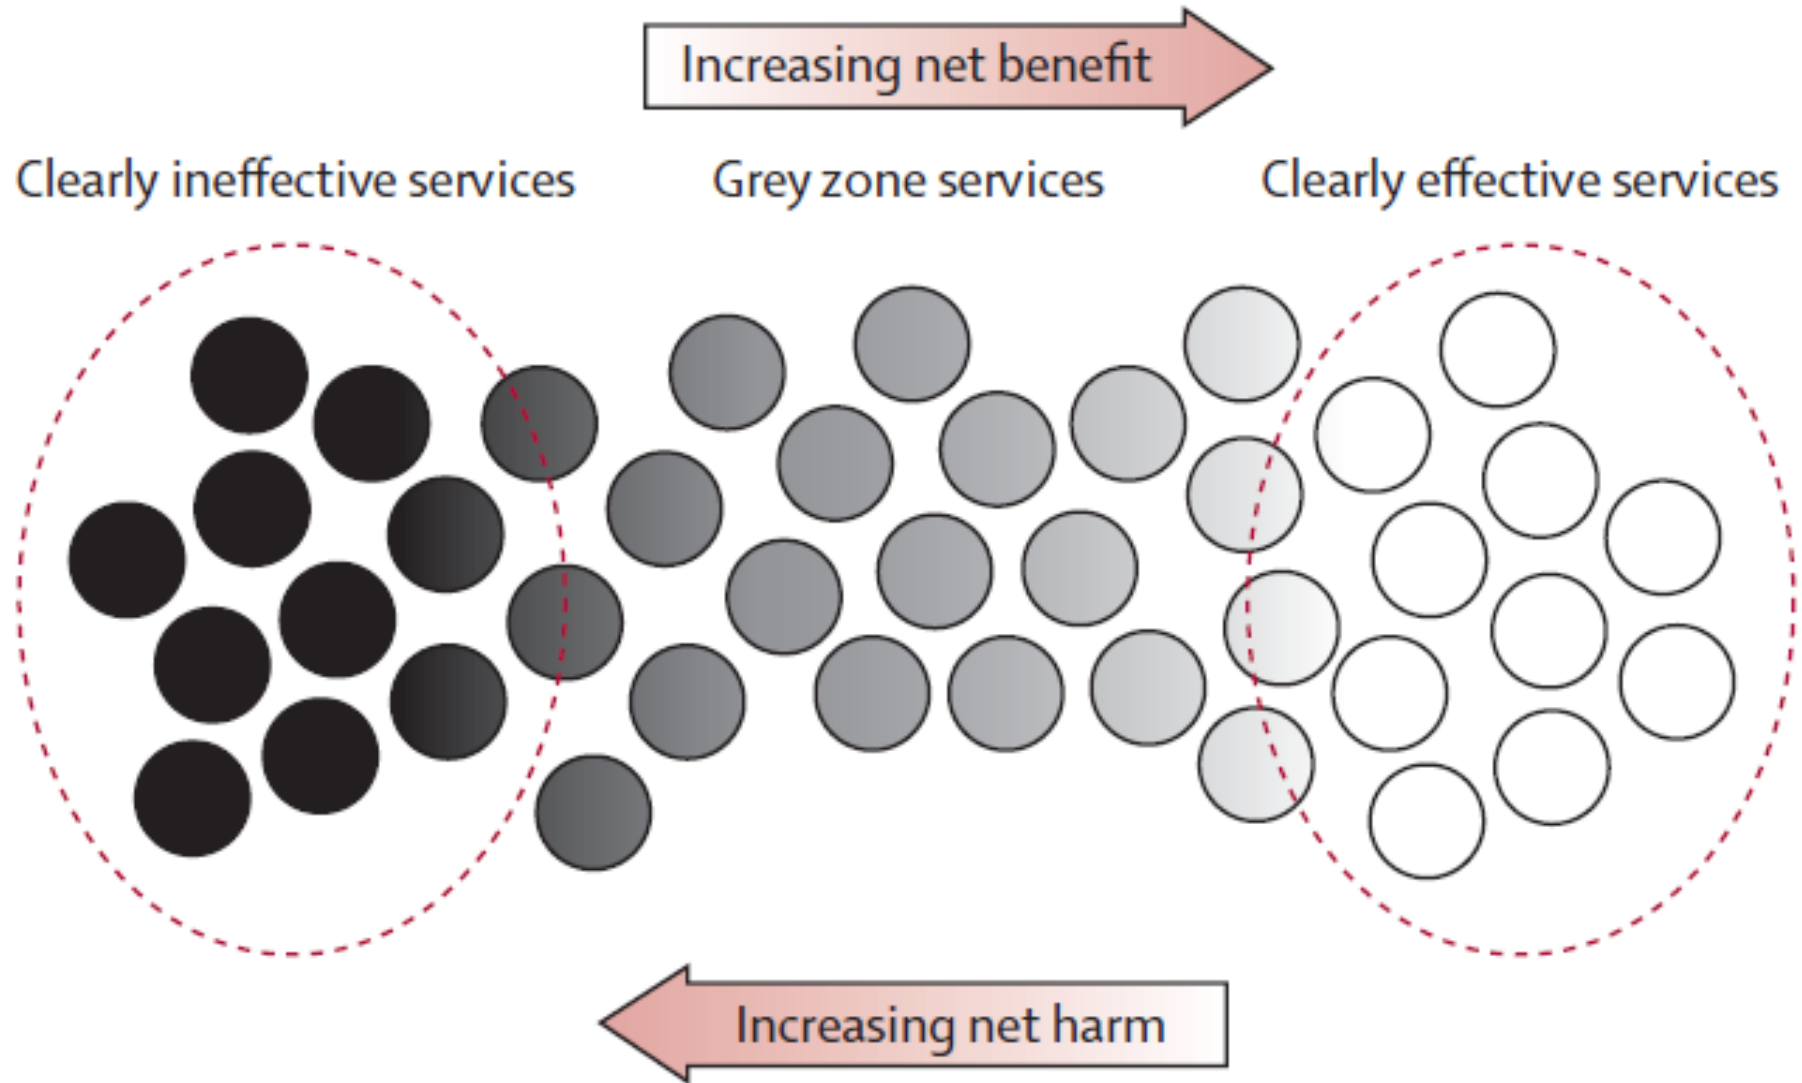 Increasing net benefit
Clearly ineffective services
Grey zone services
Clearly effective services
Increasing net harm